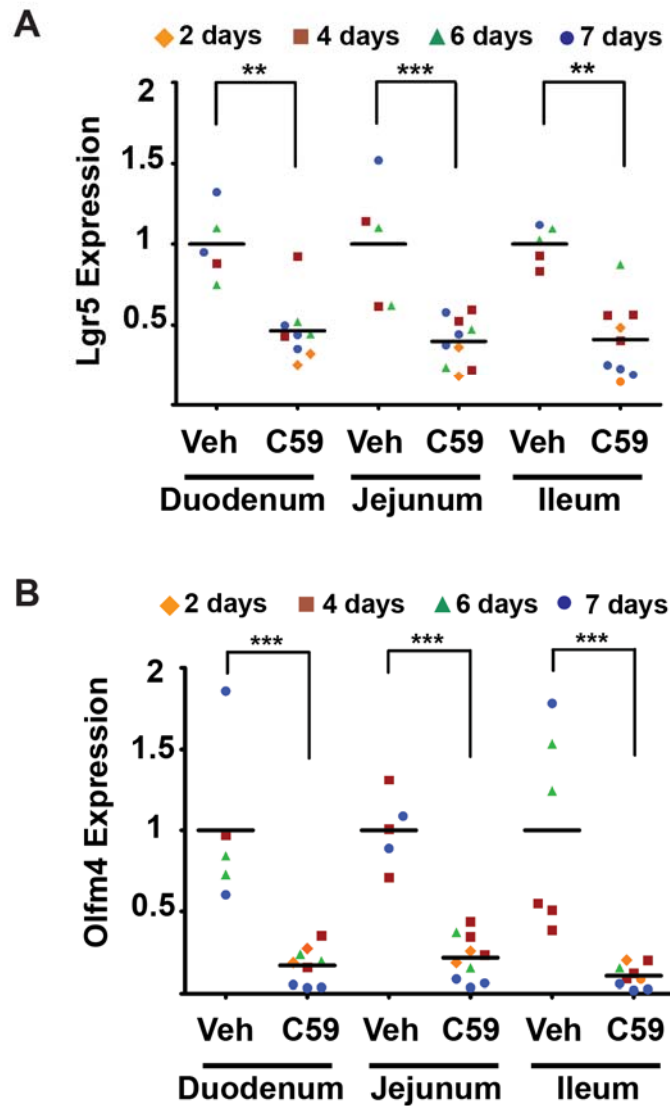 A
2 days 4 days 6 days 7 days
** *** **
2
1.5
1
0.5
Lgr5 Expression
Veh C59 Veh C59 Veh C59
Duodenum Jejunum Ileum
B
2 days 4 days 6 days 7 days
*** *** ***
2
1.5
1
0.5
Olfm4 Expression
Veh C59 Veh C59 Veh C59
Duodenum Jejunum Ileum